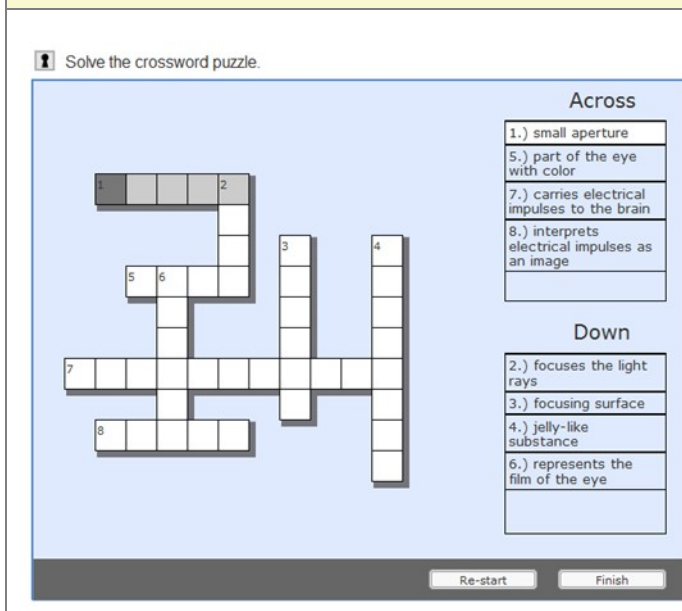 Solve the crossword puzzle.
Across
1.) small aperture
5.) part of the eye
with color
7.) carries electrical
impulses to the brain
8.) interprets
electrical impulses as
an image
1
2
3
4
5
6
7
8
Down
2.) focuses the light
rays
3.) focusing surface
4.) jelly-like
substance
6.) represents the
film of the eye
Re-start
Finish